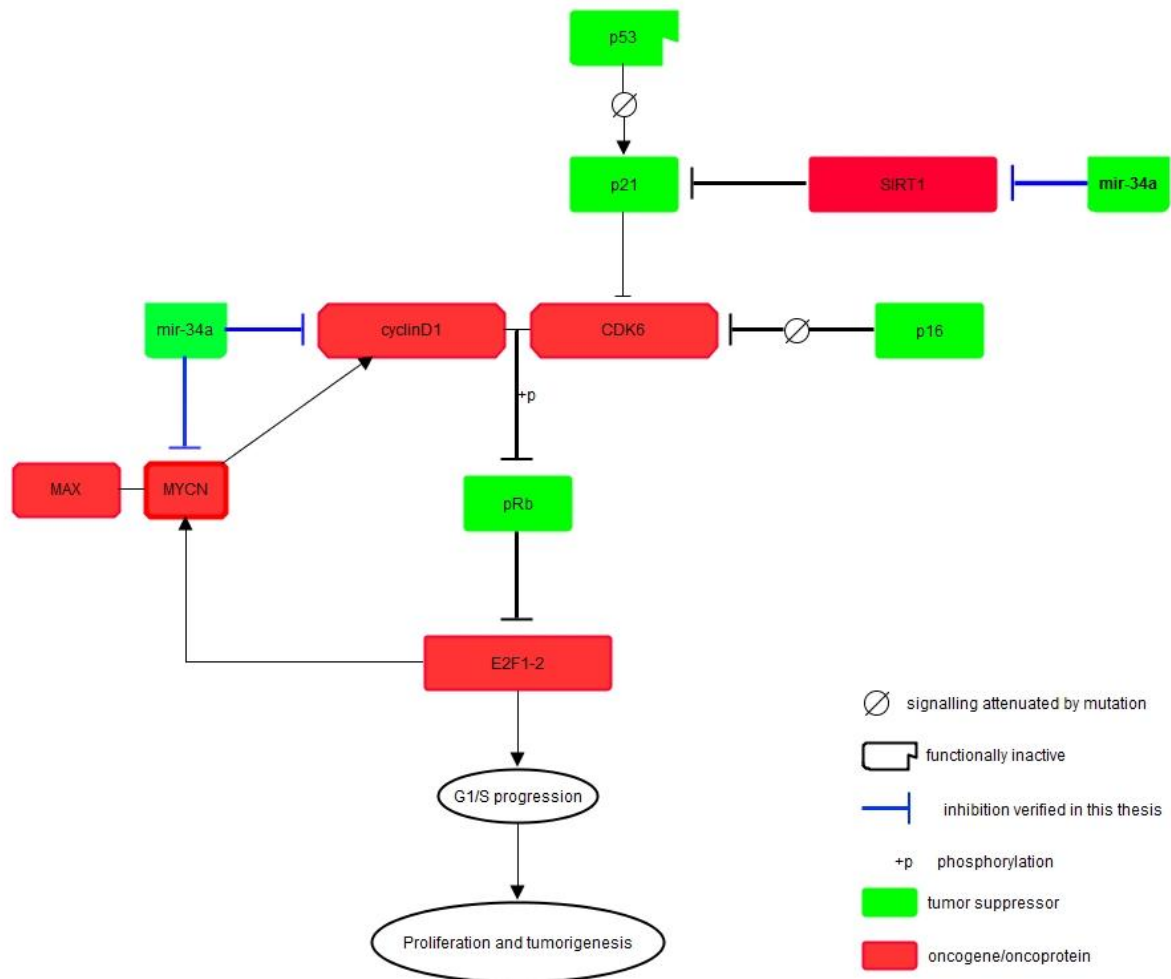 p53
p21
SIRT1
mir-34a
mir-34a
cyclinD1
CDK6
p16
+p
MAX
MYCN
pRb
E2F1-2
G1/S progression
Proliferation and tumorigenesis
signalling attenuated by mutation
functionally inactive
inhibition verified in this thesis
+p phosphorylation
tumor suppressor
oncogene/oncoprotein